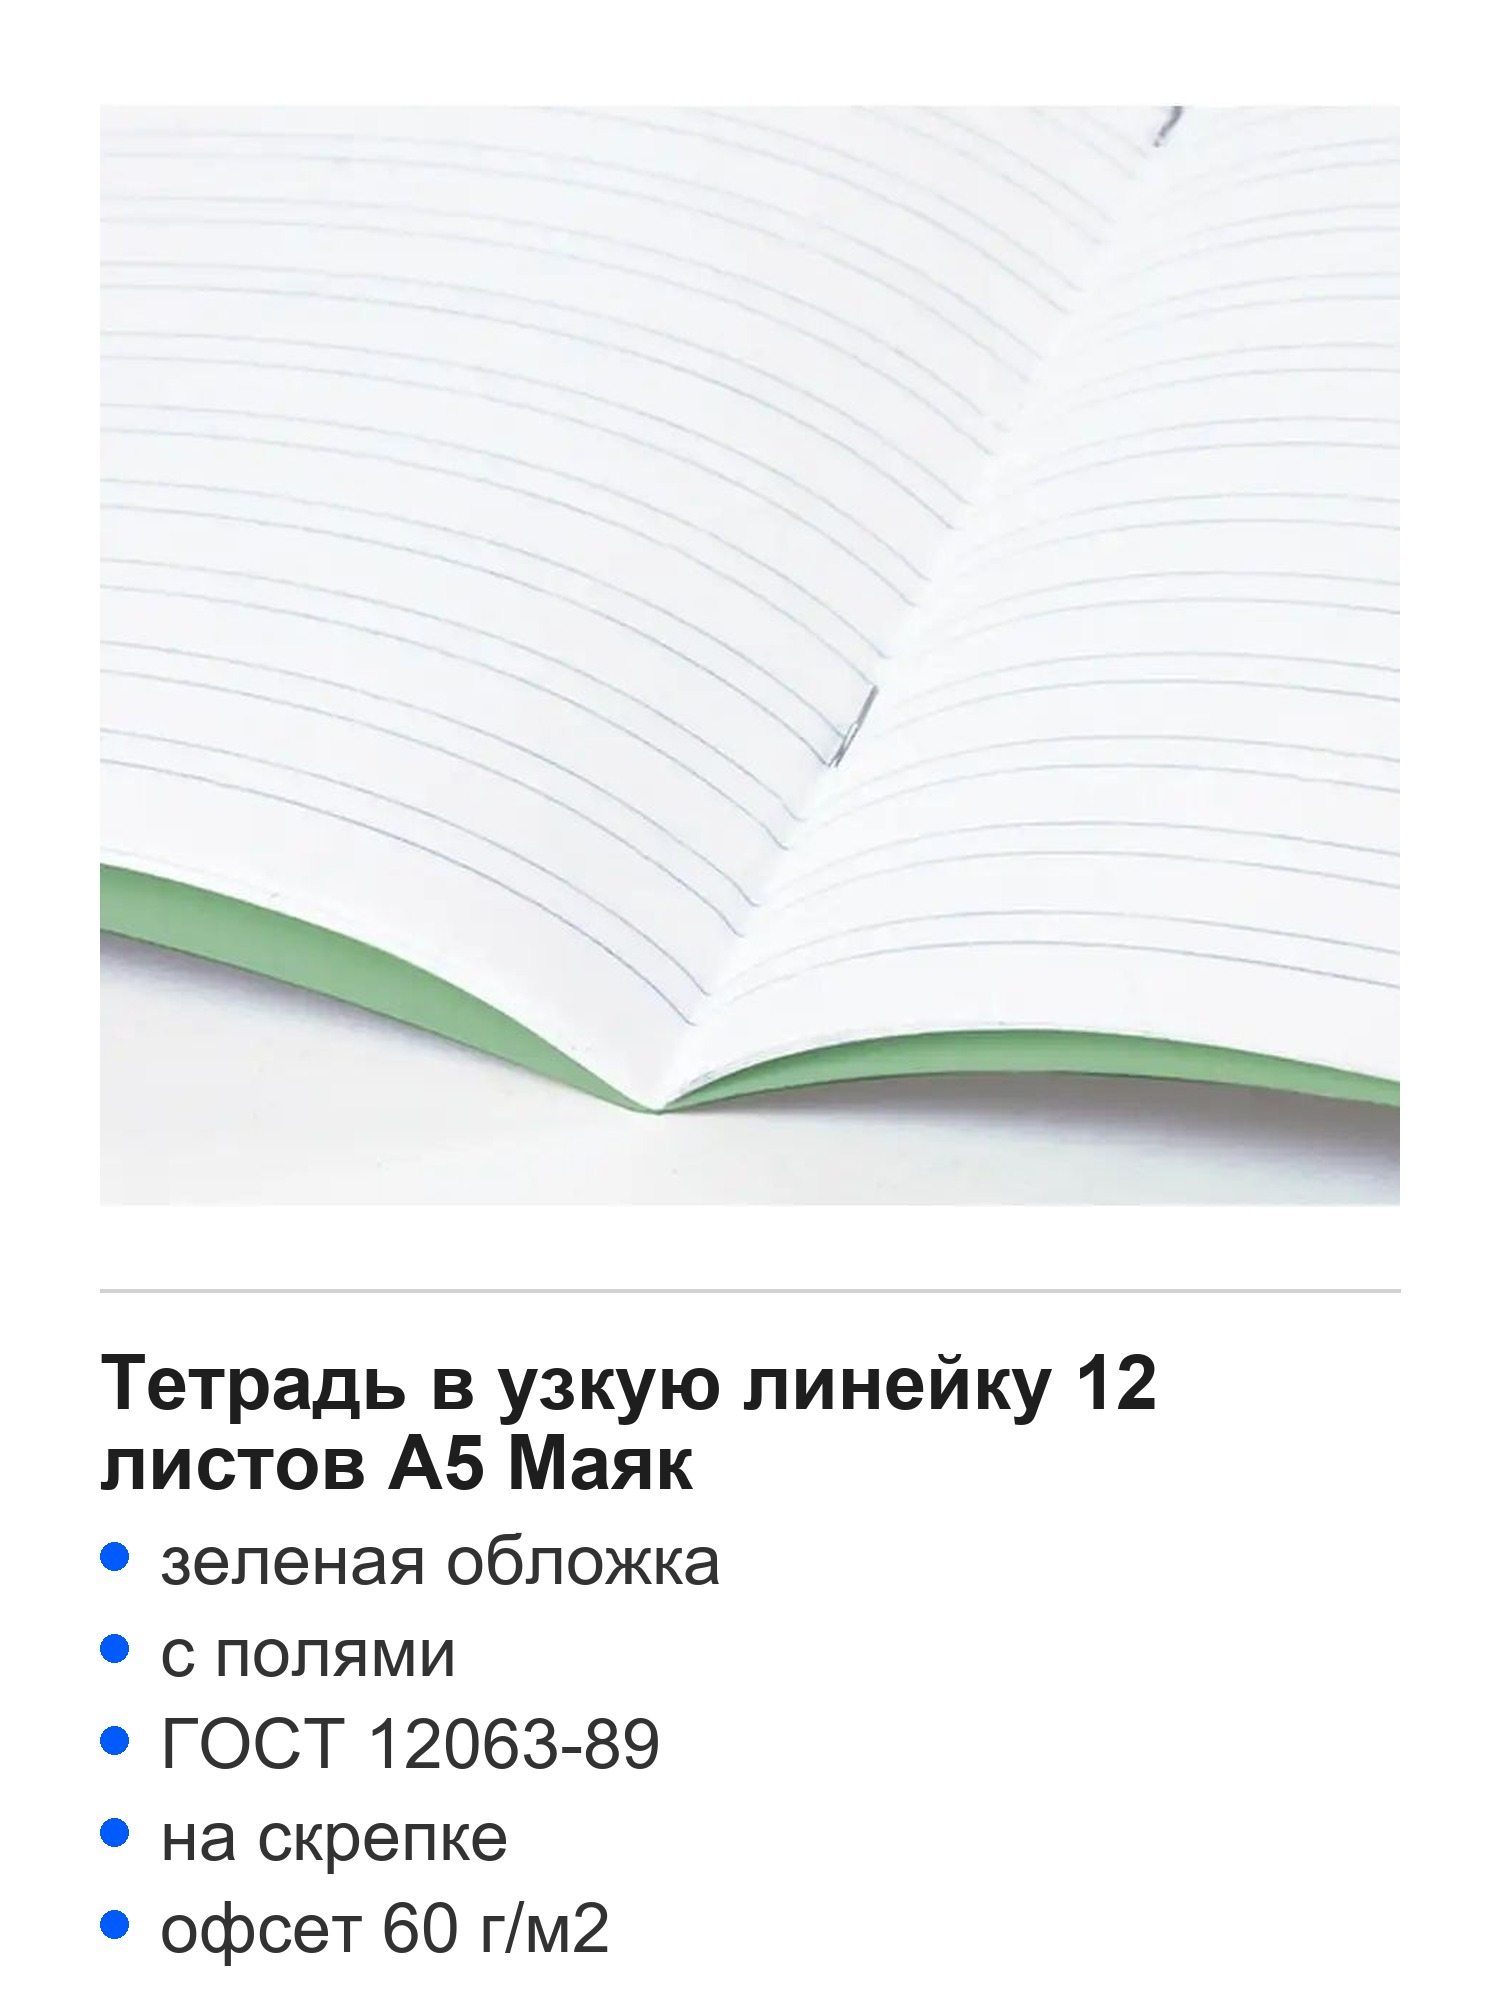 Тетрадь в узкую линейку 12
листов А5 Маяк
зеленая обложка
с полями
ГОСТ 12063-89
на скрепке
офсет 60 г/м2